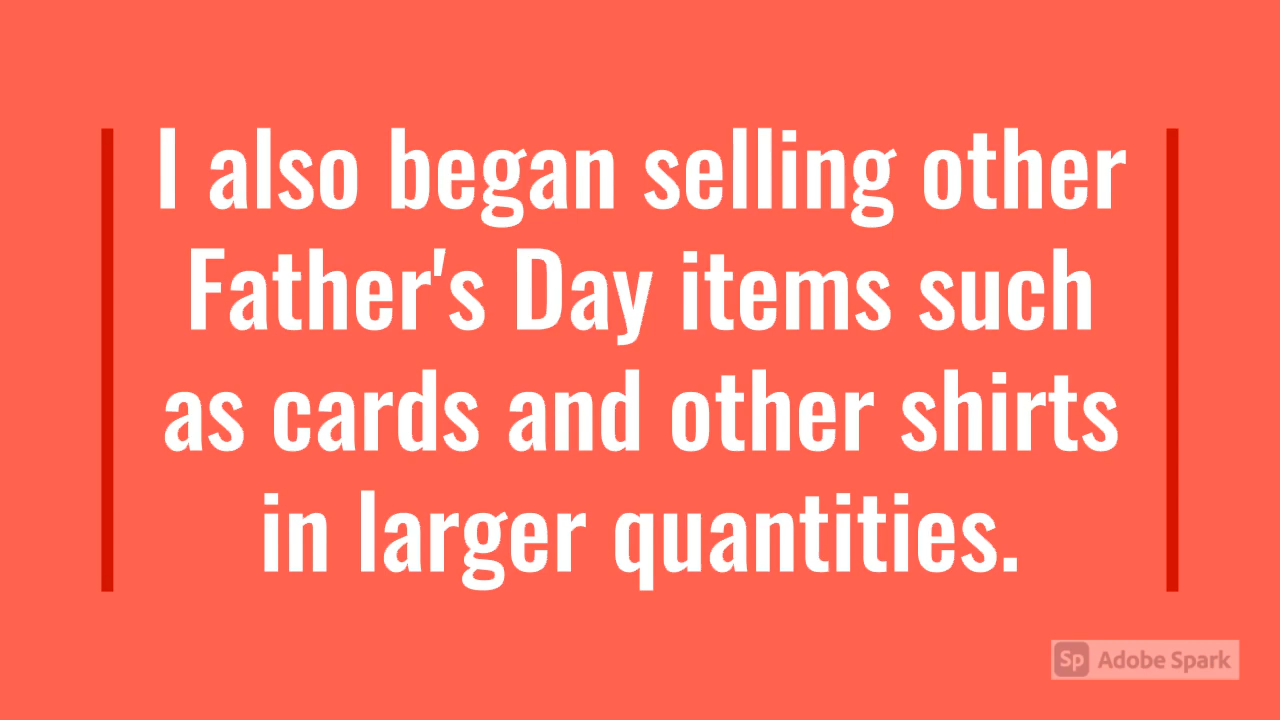 I also began selling other
Father's Day items such
as cards and other shirts
in larger quantities.
Sp Adobe Spark